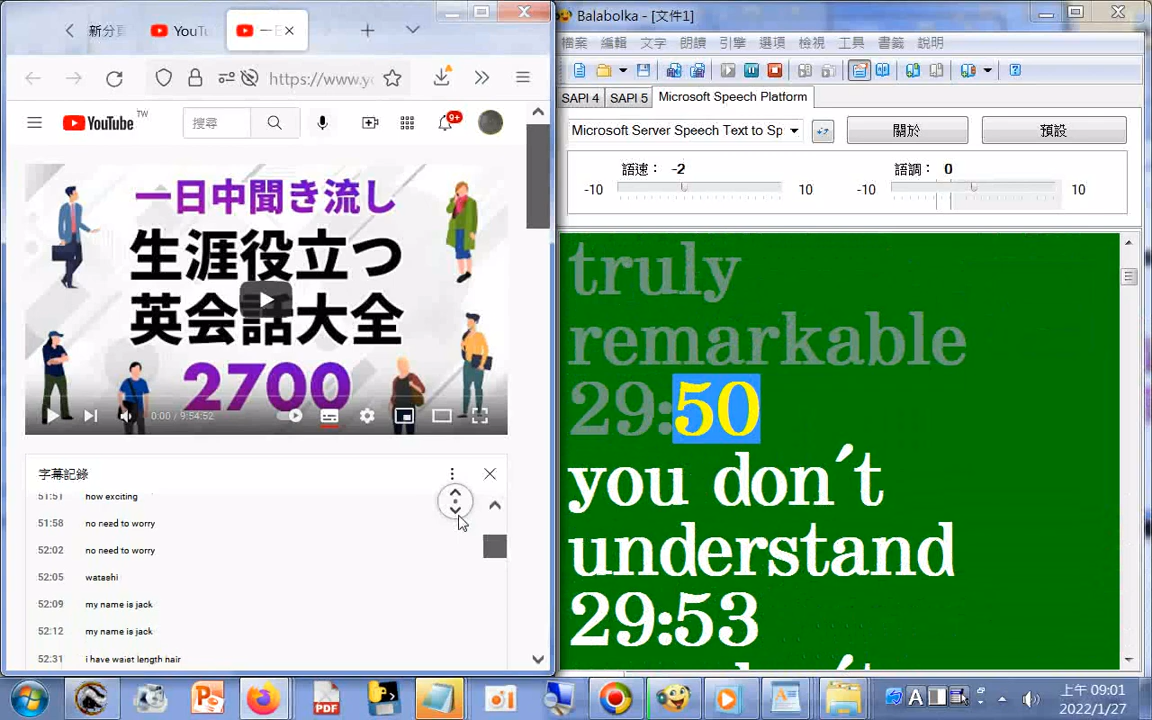 新分頁
YouTu
一E
https://www.yo
TW
YouTube
搜尋
9+
一日中聞き流し
生涯役立つ
英会話大全
2700
0:00 / 9:54:52
字幕記錄
51:51 how exciting
51:58 no need to worry
52:02 no need to worry
52:05 watashi
52:09 my name is jack
52:12 my name is jack
52:31 i have waist length hair
Balabolka - [文件1]
檔案 編輯 文字 朗讀 引擎 選項 檢視 工具 書籤 說明
SAPI 4 SAPI 5 Microsoft Speech Platform
Microsoft Server Speech Text to Sp
關於
預設
語速： -2
語調： 0
-10 10
-10 10
truly
remarkable
29:50
you don't
understand
29:53
PDF
A
上午 09:01
2022/1/27